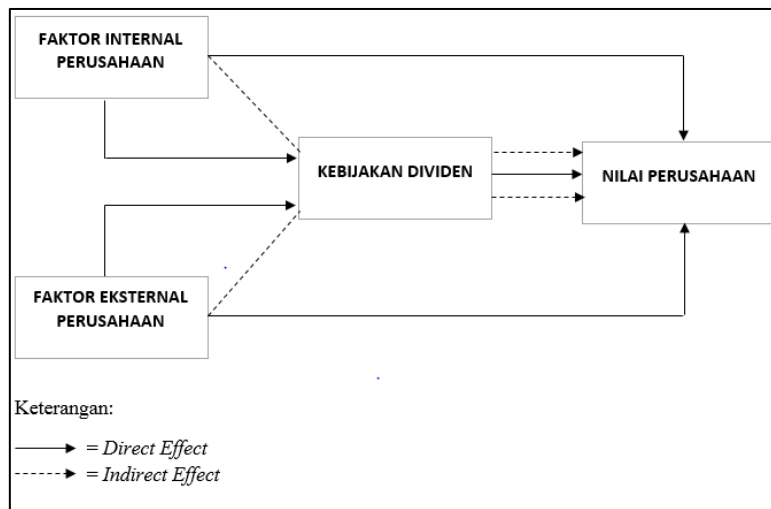 FAKTOR INTERNAL
PERUSAHAAN
KEBIJAKAN DIVIDEN
NILAI PERUSAHAAN
FAKTOR EKSTERNAL
PERUSAHAAN
Keterangan:
= Direct Effect
= Indirect Effect